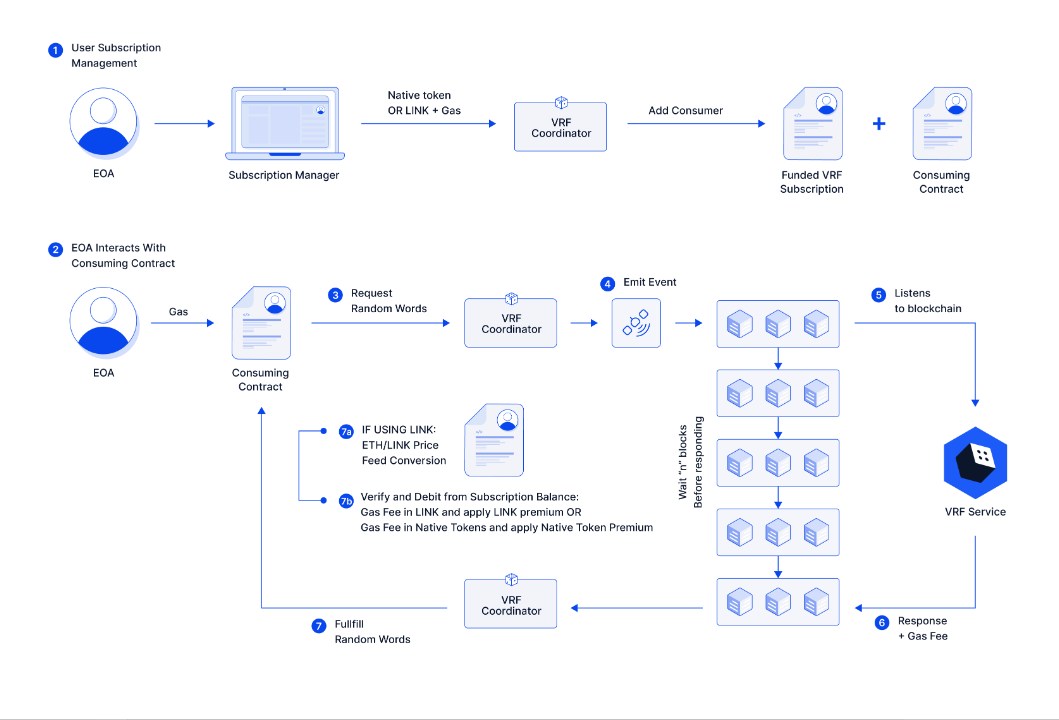 1 User Subscription
Management
EOA
Subscription Manager
Native token
OR LINK + Gas
VRF
Coordinator
Add Consumer
+
Funded VRF
Subscription
Consuming
Contract
2 EOA Interacts With
Consuming Contract
EOA
Gas
Consuming
Contract
3 Request
Random Words
VRF
Coordinator
4 Emit Event
5 Listens
to blockchain
Wait "n" blocks
Before responding
VRF Service
6 Response
+ Gas Fee
VRF
Coordinator
7 Fullfill
Random Words
7a IF USING LINK:
ETH/LINK Price
Feed Conversion
7b Verify and Debit from Subscription Balance:
Gas Fee in LINK and apply LINK premium OR
Gas Fee in Native Tokens and apply Native Token Premium